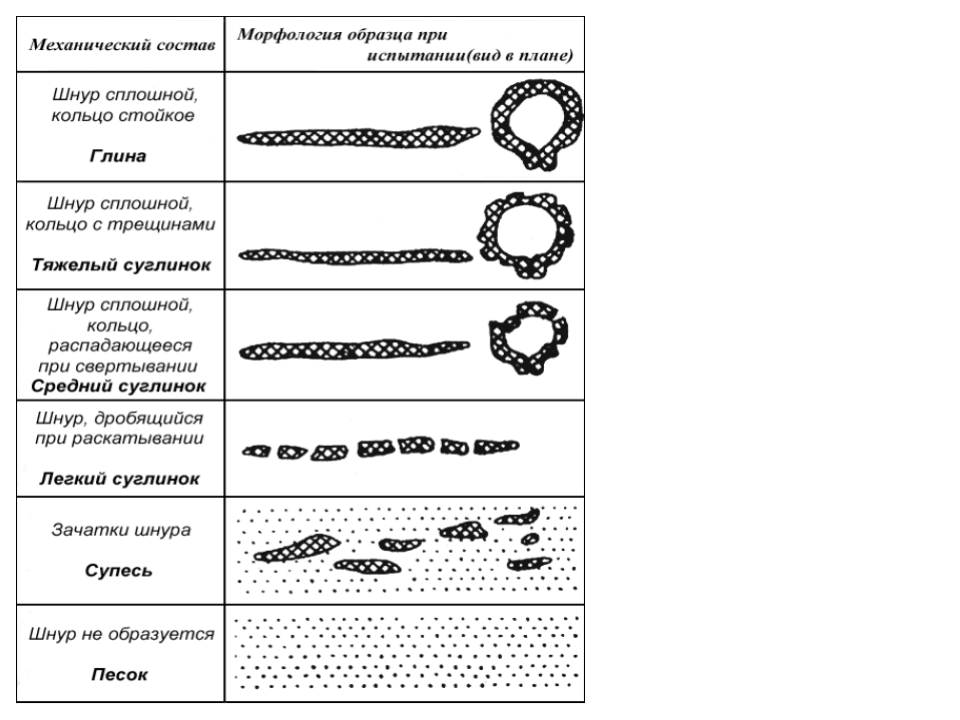 Механический состав
Морфология образца при
испытании(вид в плане)
Шнур сплошной,
кольцо стойкое
Глина
Шнур сплошной,
кольцо с трещинами
Тяжелый суглинок
Шнур сплошной,
кольцо,
распадающееся
при свертывании
Средний суглинок
Шнур, дробящийся
при раскатывании
Легкий суглинок
Зачатки шнура
Супесь
Шнур не образуется
Песок